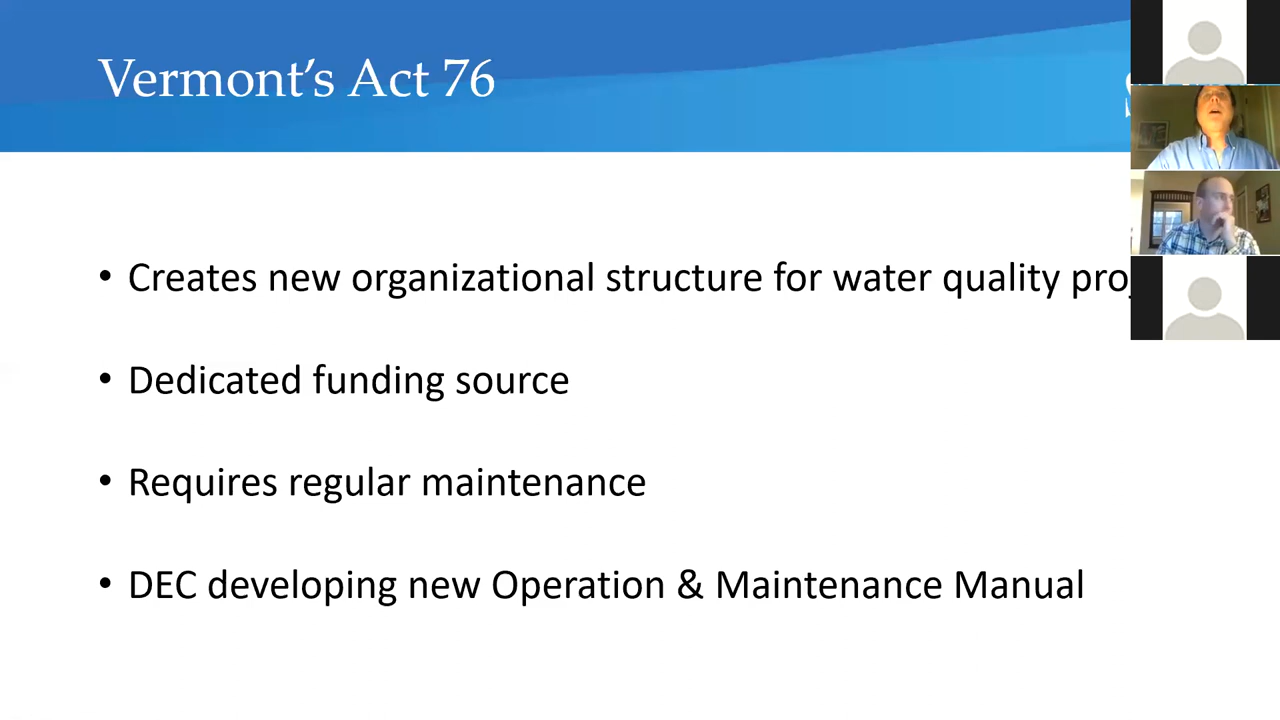 Vermont's Act 76
• Creates new organizational structure for water quality
• Dedicated funding source
• Requires regular maintenance
• DEC developing new Operation & Maintenance Manual